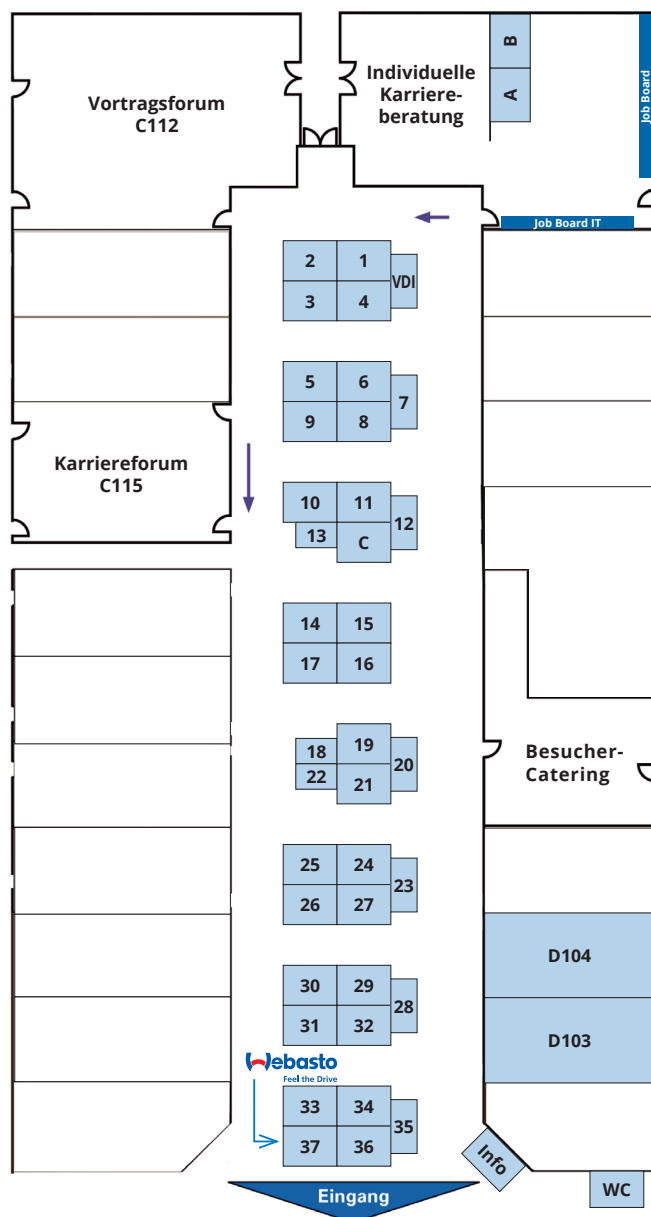 Vortragsforum
C112
Individuelle
Karriere-
beratung
B
A
Job Board
Job Board IT
2
1
VDI
3
4
5
6
7
9
8
Karriereforum
C115
10
11
12
13
C
14
15
17
16
18
19
20
22
21
Besucher-
Catering
25
24
23
26
27
D104
30
29
28
31
32
D103
Webasto
Feel the Drive
33
34
35
37
36
Info
WC
Eingang